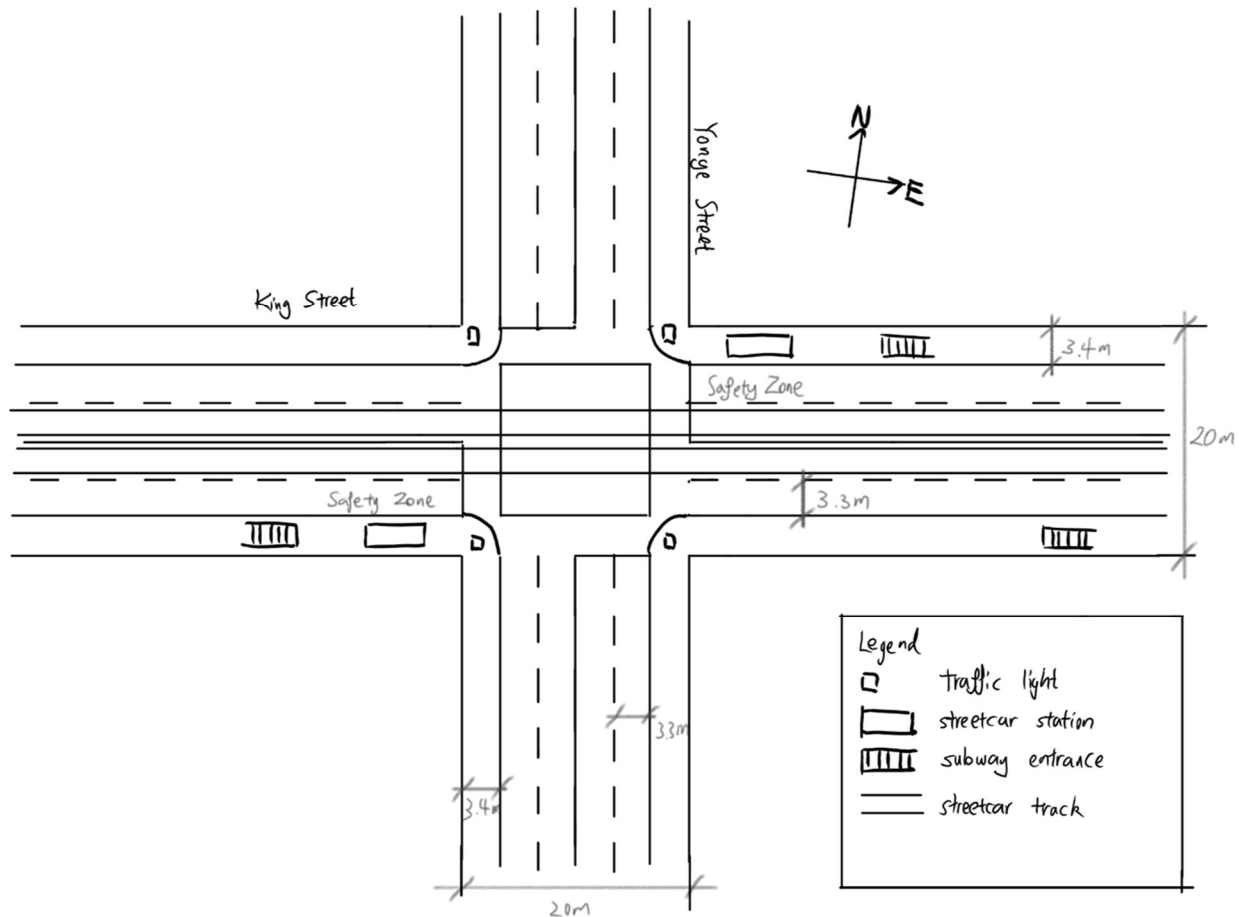 Yonge Street
N
E
King Street
3.4m
Safety Zone
20m
Safety Zone
3.3m
Legend
traffic light
streetcar station
subway entrance
streetcar track
3.3m
3.4m
20m